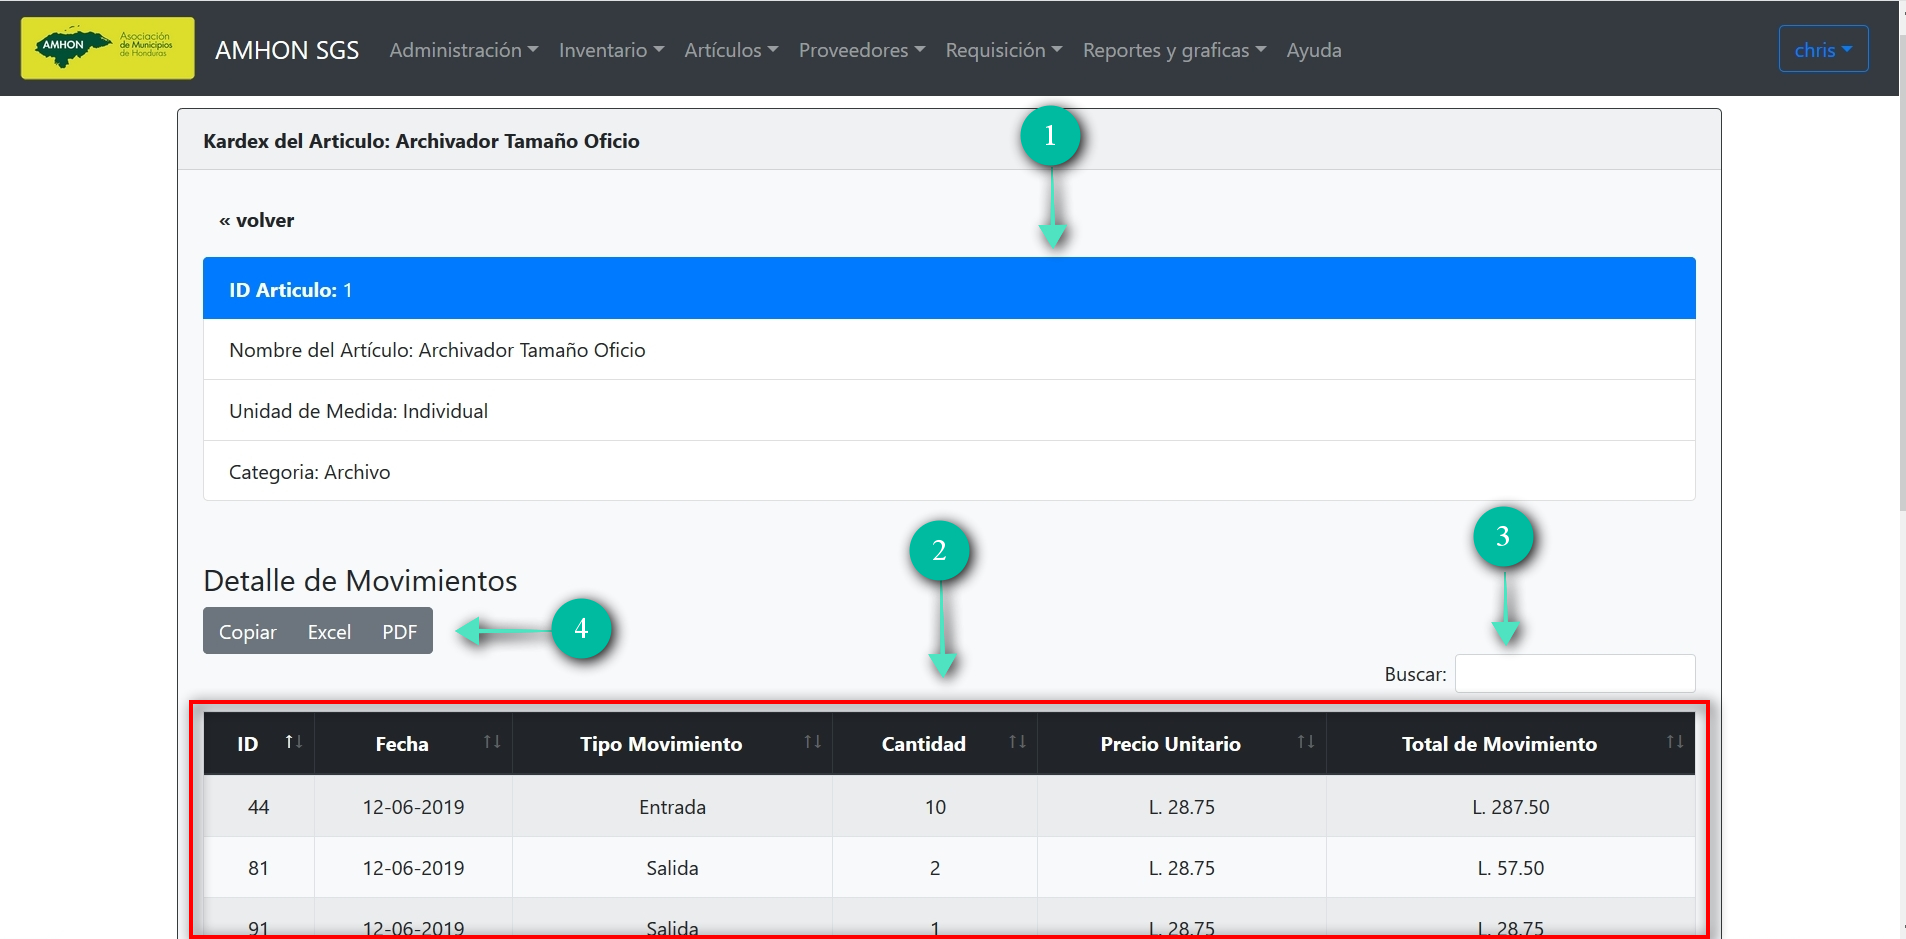 AMHON
Asociación
de Municipios
de Honduras
AMHON SGS Administración Inventario Artículos Proveedores Requisición Reportes y graficas Ayuda chris
Kardex del Articulo: Archivador Tamaño Oficio
1
« volver
ID Articulo: 1
Nombre del Artículo: Archivador Tamaño Oficio
Unidad de Medida: Individual
Categoria: Archivo
2
3
Detalle de Movimientos
Copiar Excel PDF
4
Buscar:
ID Fecha Tipo Movimiento Cantidad Precio Unitario Total de Movimiento
44 12-06-2019 Entrada 10 L. 28.75 L. 287.50
81 12-06-2019 Salida 2 L. 28.75 L. 57.50
91 12-06-2019 Salida 1 L. 28.75 L. 28.75